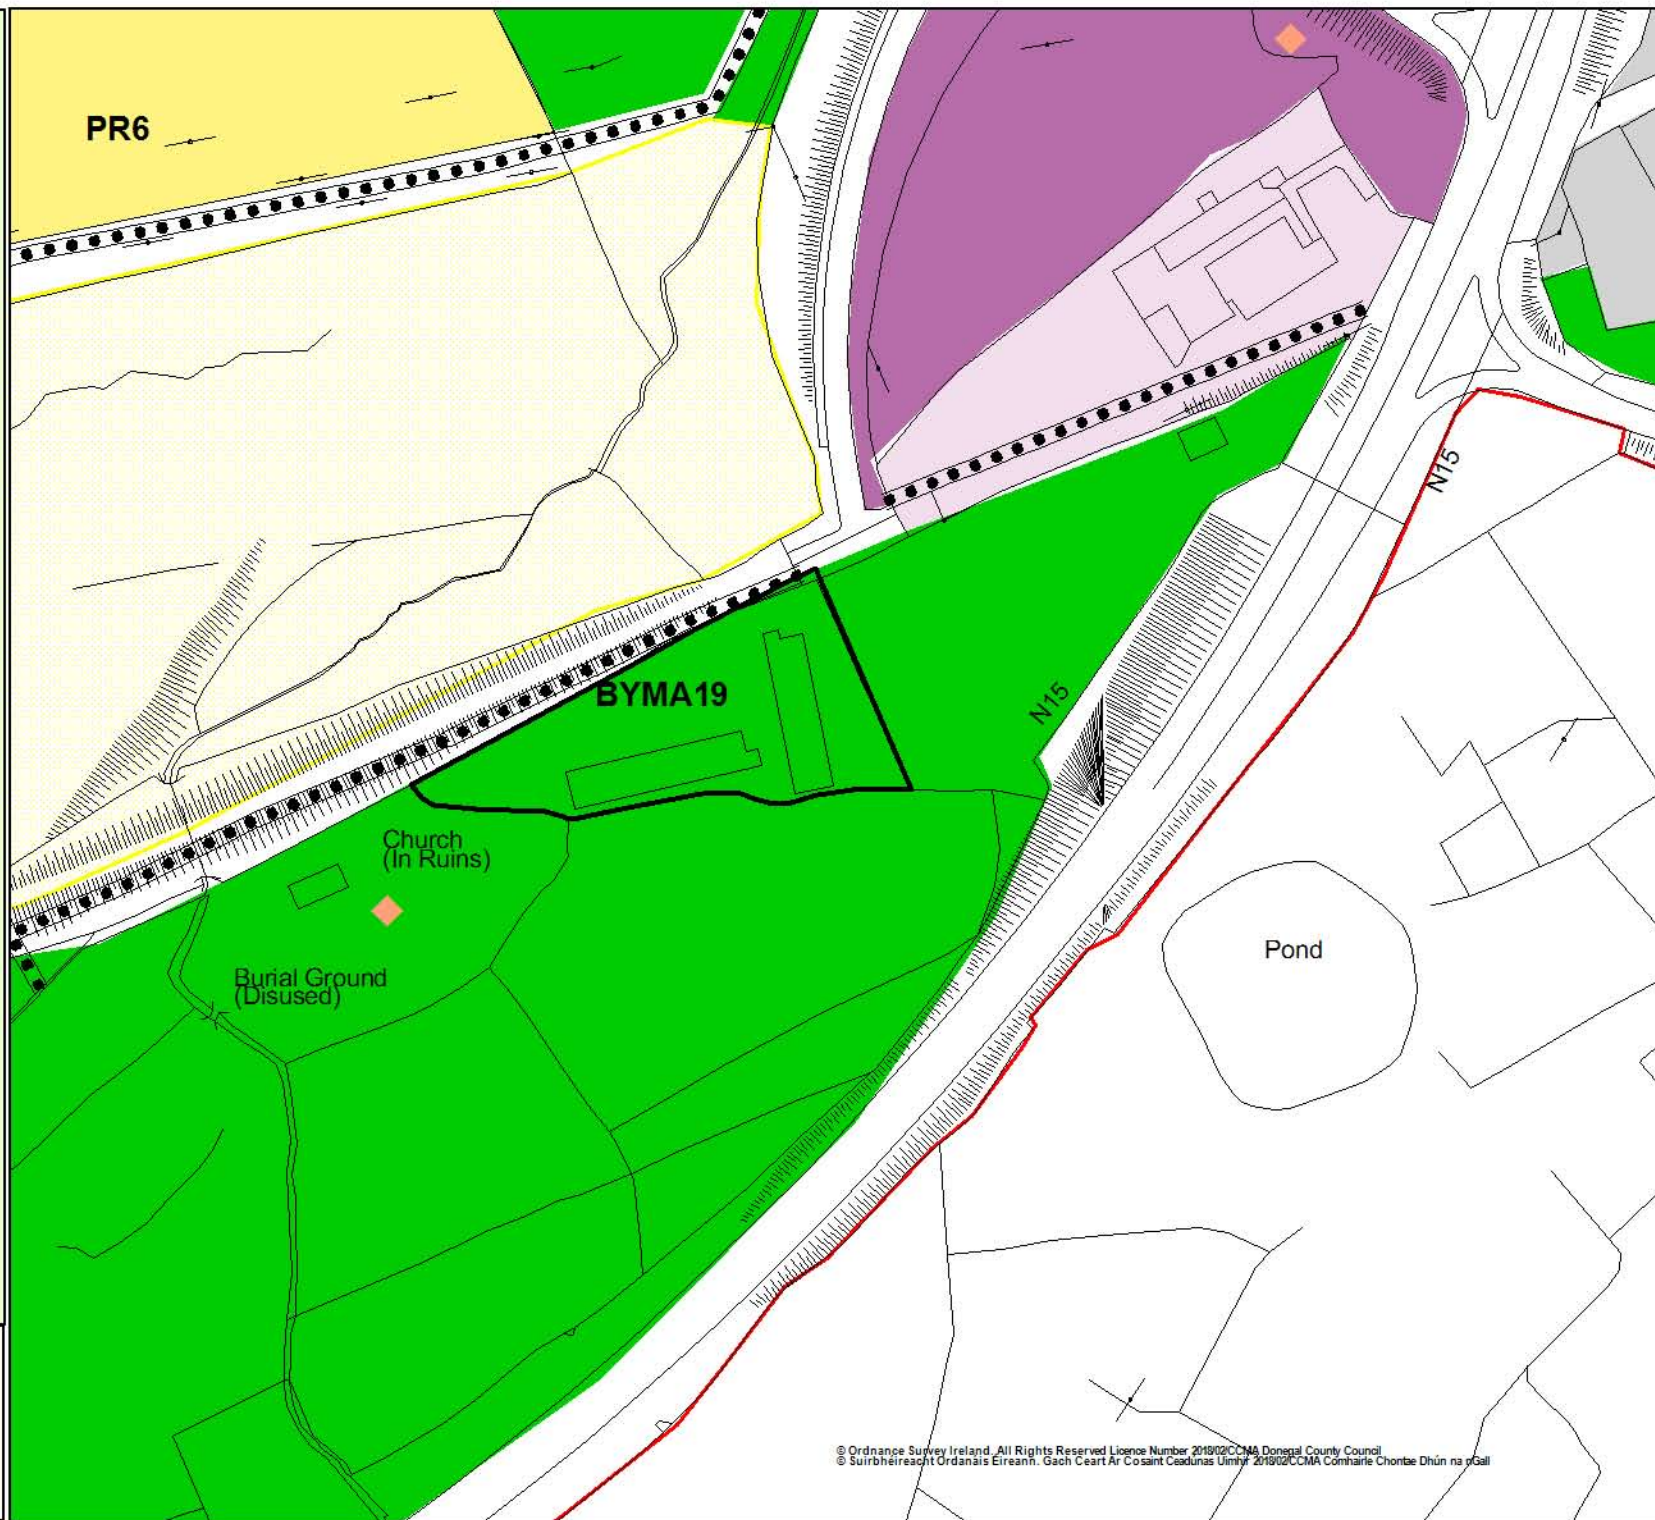 PR6
N15
BYMA19
N15
Church
(In Ruins)
Pond
Burial Ground
(Disused)
© Ordnance Survey Ireland. All Rights Reserved Licence Number 2018/02/CCMA Donegal County Council
© Suirbhéireacht Ordanáis Éireann. Gach Ceart Ar Cosaint Ceadúnas Uimhir 2018/02/CCMA Comhairle Chontae Dhún na nGall